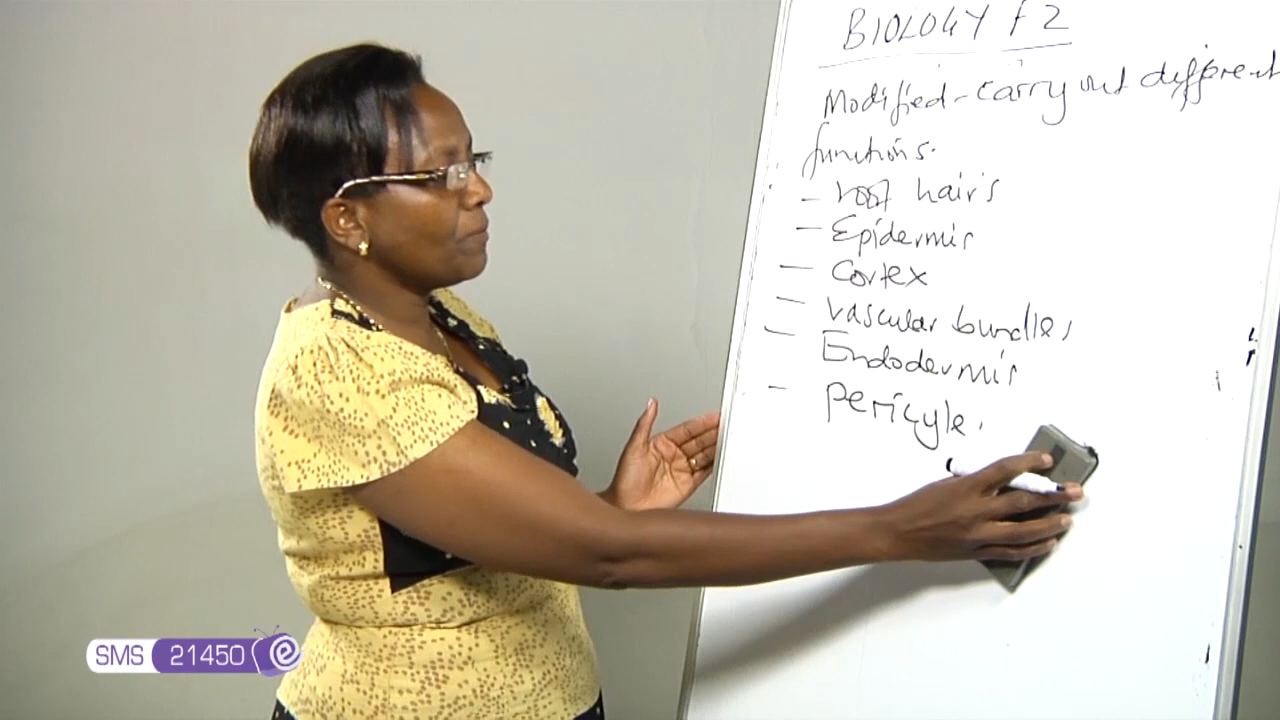 BIOLOGY F2
Modified - carry out different
functions.
- root hairs
- Epidermis
- Cortex
- Vascular bundles
- Endodermis
- Pericyle.
SMS 21450 e